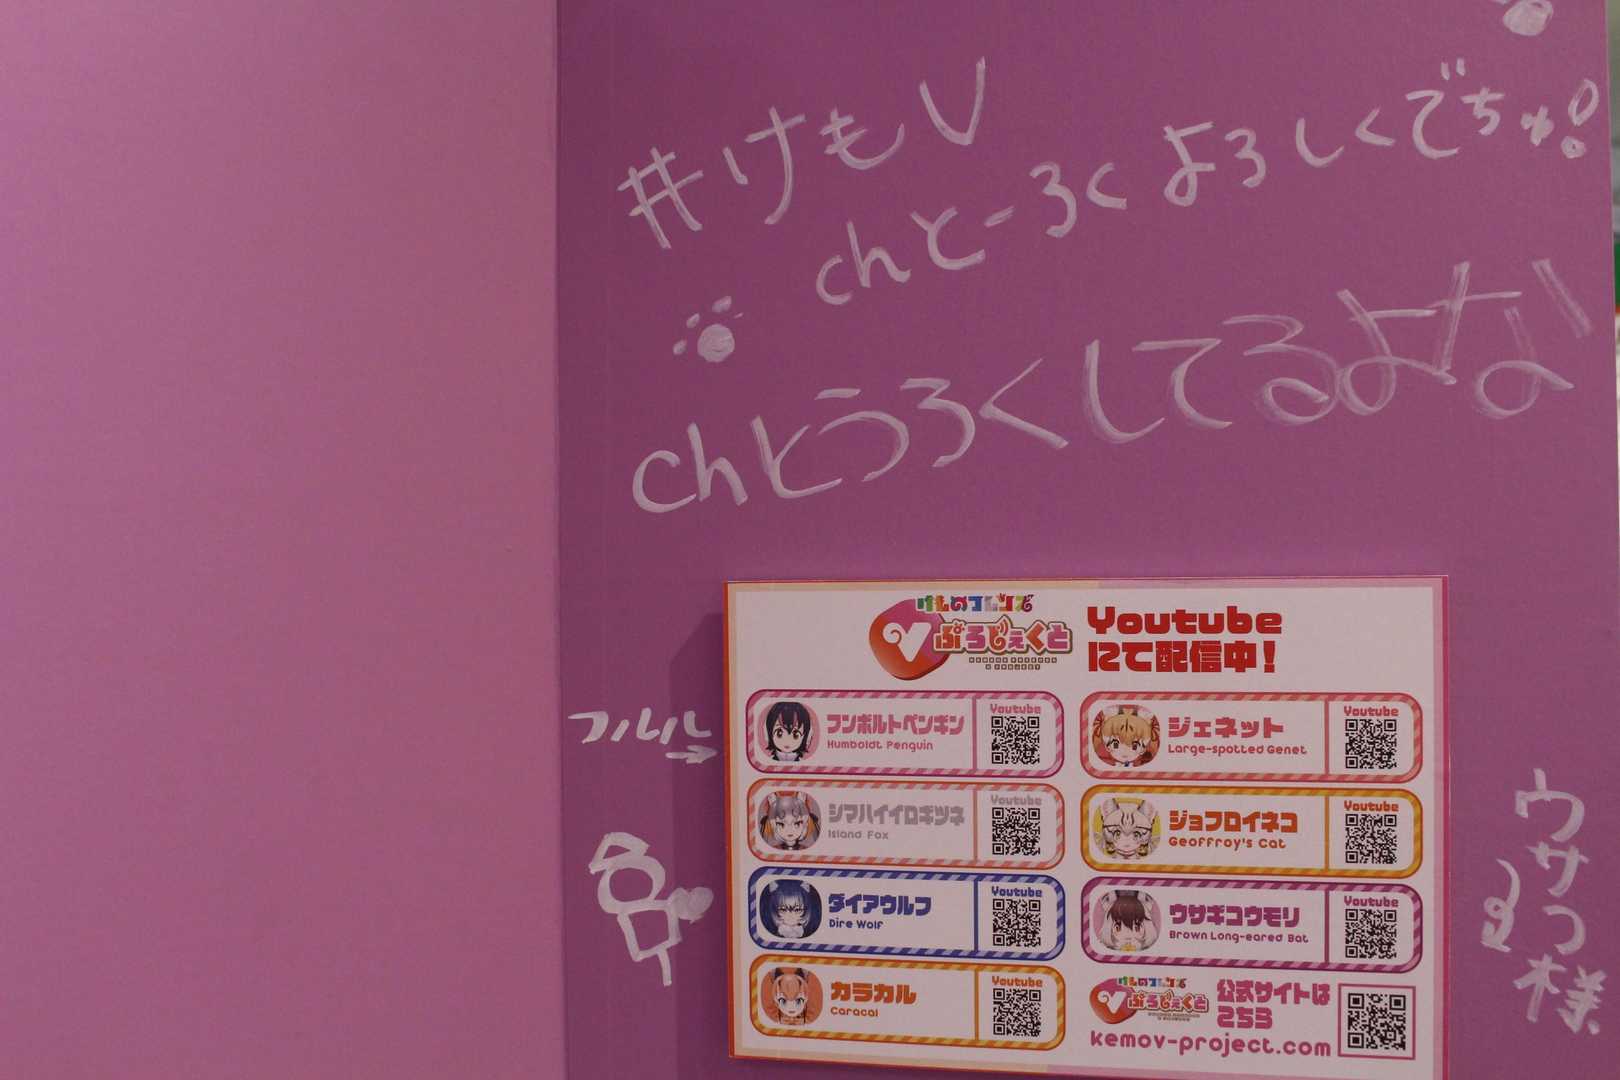 #けもV
chとーろくよろしくでちゅ!
chとうろくしてるよな
フルル
→
ウサコ様
けものフレンズ
Vぷろじぇくと
KEMONO FRIENDS
V PROJECT
Youtube
にて配信中!
フンボルトペンギン
Humboldt Penguin
Youtube
シマハイイロギツネ
Island Fox
Youtube
ダイアウルフ
Dire Wolf
Youtube
カラカル
Caracal
Youtube
ジェネット
Large-spotted Genet
Youtube
ジョフロイネコ
Geoffroy's Cat
Youtube
ウサギコウモリ
Brown Long-eared Bat
Youtube
けものフレンズ
Vぷろじぇくと
公式サイトは
こちら
kemov-project.com